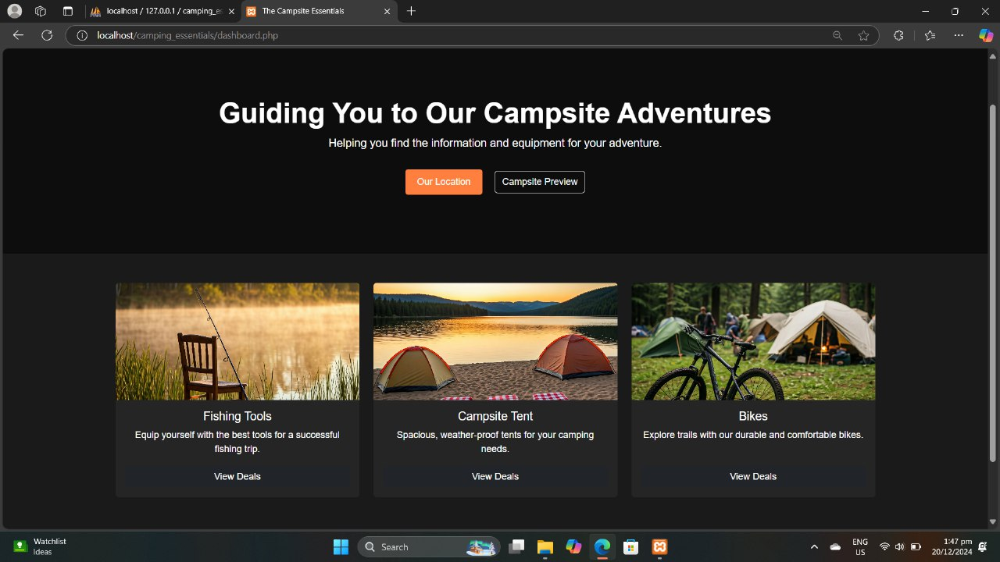 localhost / 127.0.0.1 / camping_es
The Campsite Essentials
localhost/camping_essentials/dashboard.php
Guiding You to Our Campsite Adventures
Helping you find the information and equipment for your adventure.
Our Location
Campsite Preview
Fishing Tools
Equip yourself with the best tools for a successful
fishing trip.
View Deals
Campsite Tent
Spacious, weather-proof tents for your camping
needs.
View Deals
Bikes
Explore trails with our durable and comfortable bikes.
View Deals
Watchlist
Ideas
Search
ENG
US
1:47 pm
20/12/2024